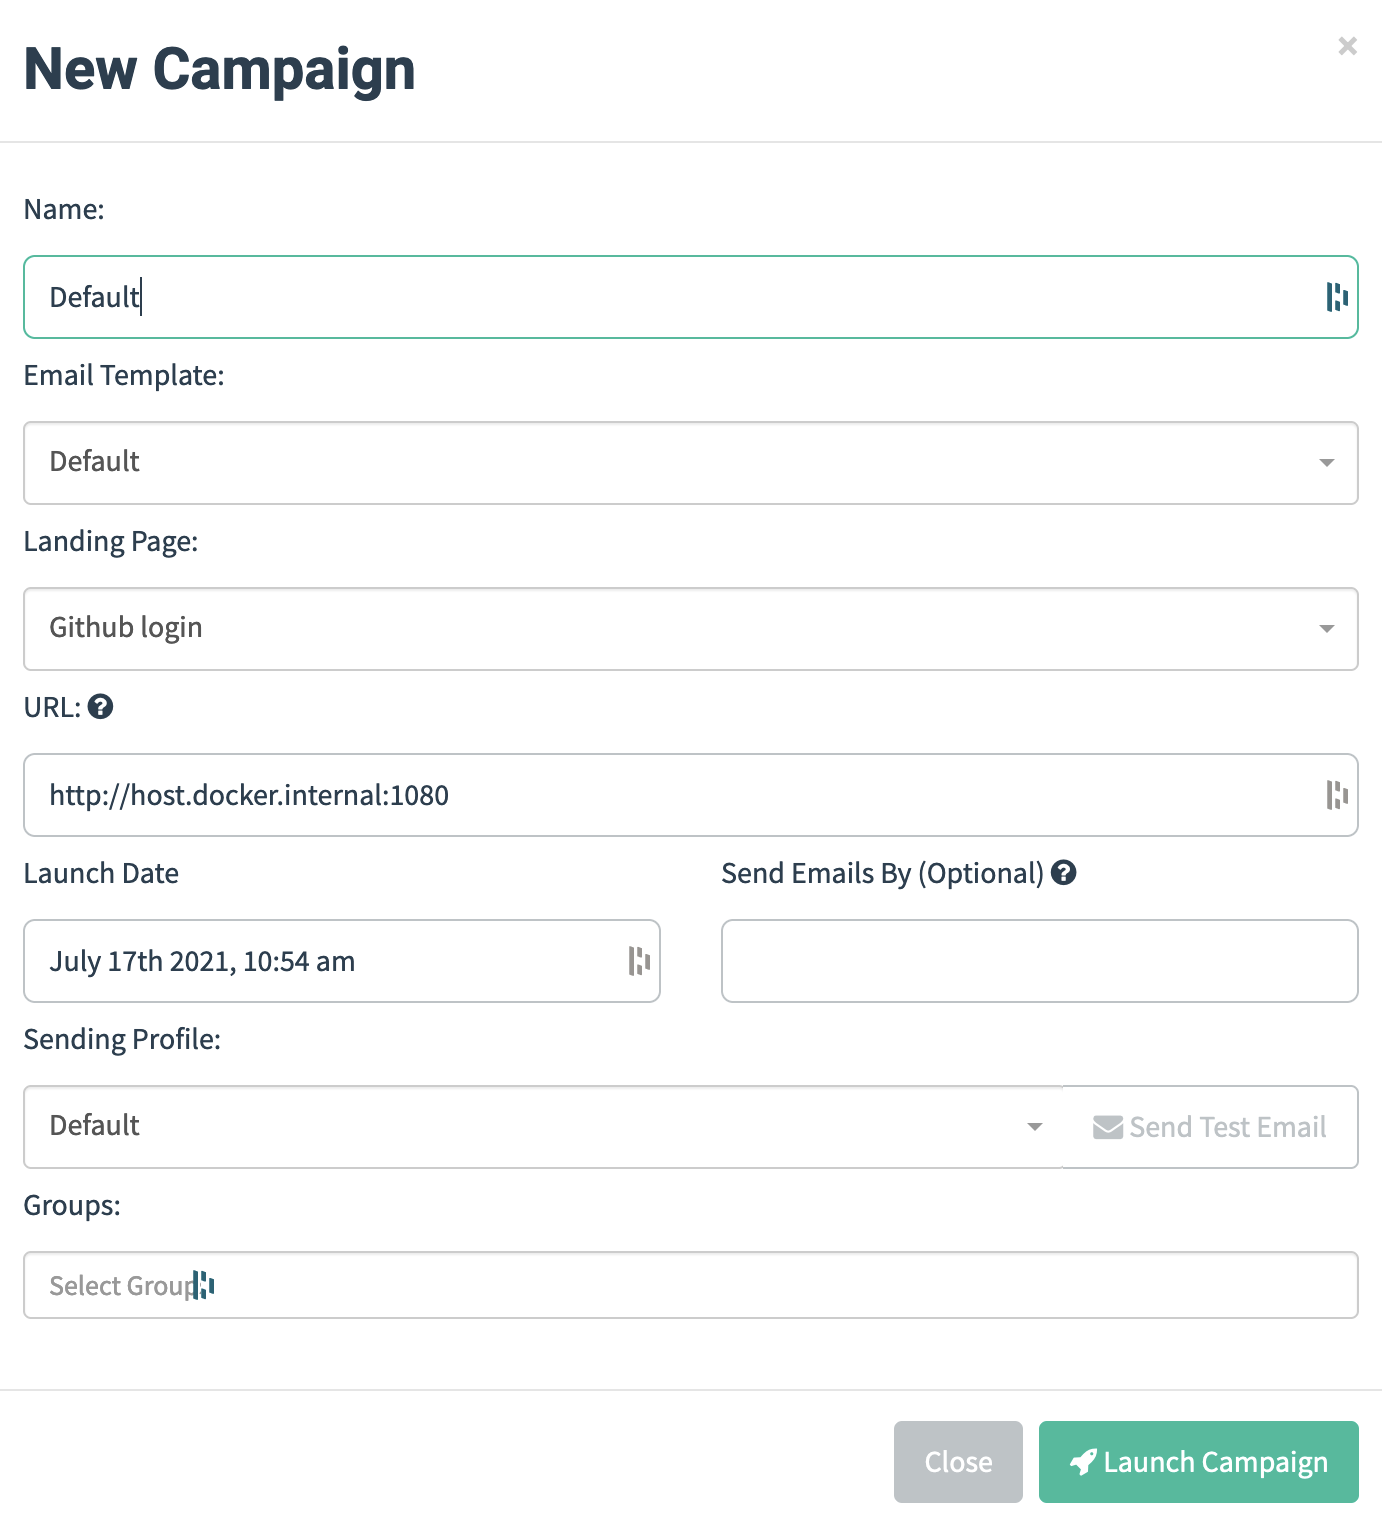 New Campaign
×
Name:
Default
Email Template:
Default
Landing Page:
Github login
URL: ?
http://host.docker.internal:1080
Launch Date
Send Emails By (Optional) ?
July 17th 2021, 10:54 am
Sending Profile:
Default
Send Test Email
Groups:
Select Group
Close
Launch Campaign